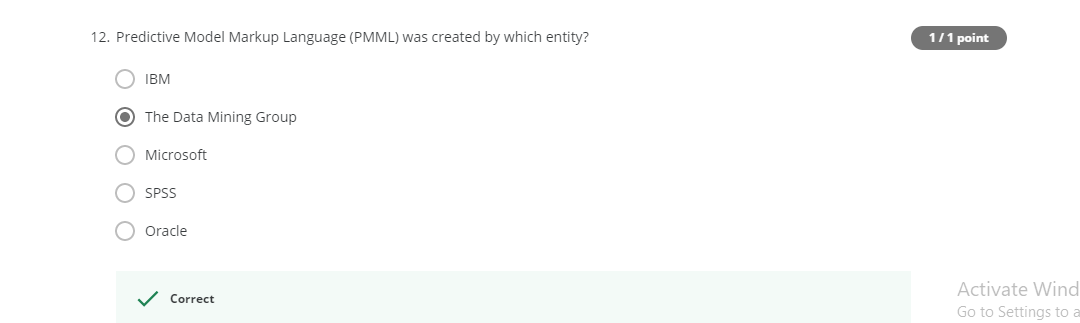 12. Predictive Model Markup Language (PMML) was created by which entity?
1 / 1 point
IBM
The Data Mining Group
Microsoft
SPSS
Oracle
Correct
Activate Wind
Go to Settings to a